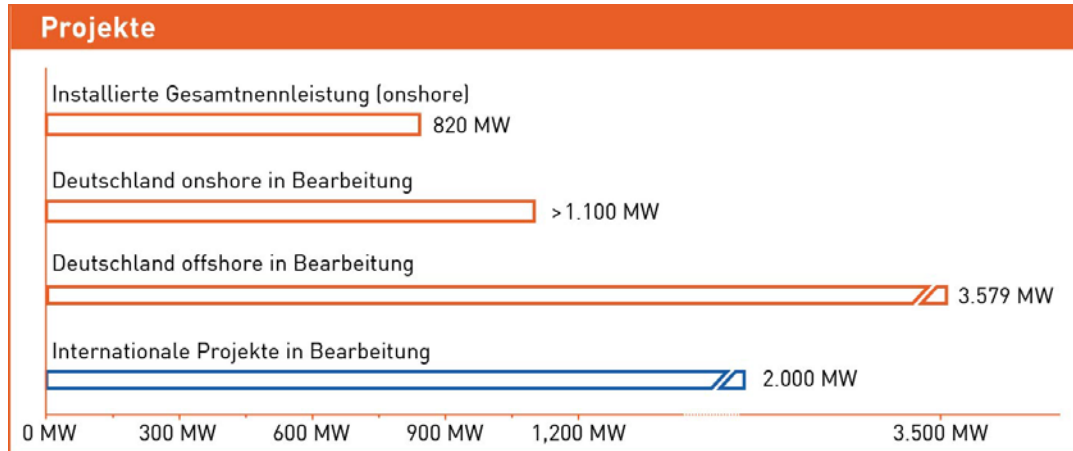 Projekte
Installierte Gesamtnennleistung (onshore)
820 MW
Deutschland onshore in Bearbeitung
>1.100 MW
Deutschland offshore in Bearbeitung
3.579 MW
Internationale Projekte in Bearbeitung
2.000 MW
0 MW 300 MW 600 MW 900 MW 1,200 MW 3.500 MW